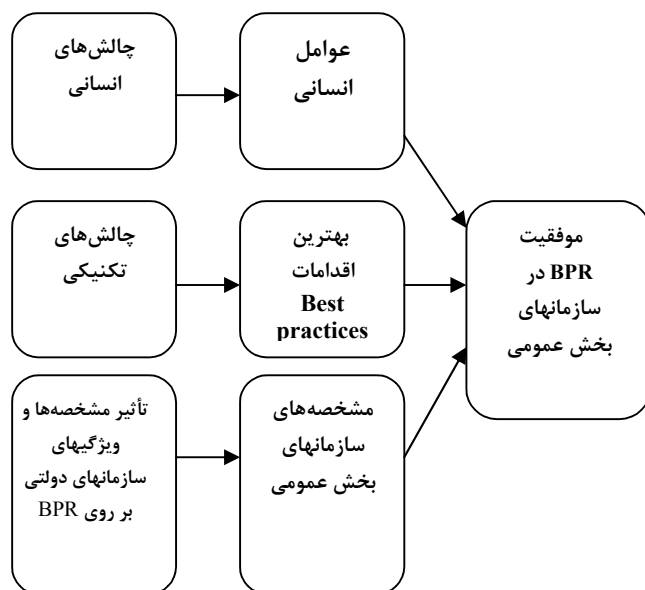 چالش‌های
انسانی
عوامل
انسانی
چالش‌های
تکنیکی
بهترین
اقدامات
Best
practices
موفقیت
BPR در
سازمانهای
بخش عمومی
تأثیر مشخصه‌ها و
ویژگیهای
سازمانهای دولتی
بر روی BPR
مشخصه‌های
سازمانهای
بخش عمومی